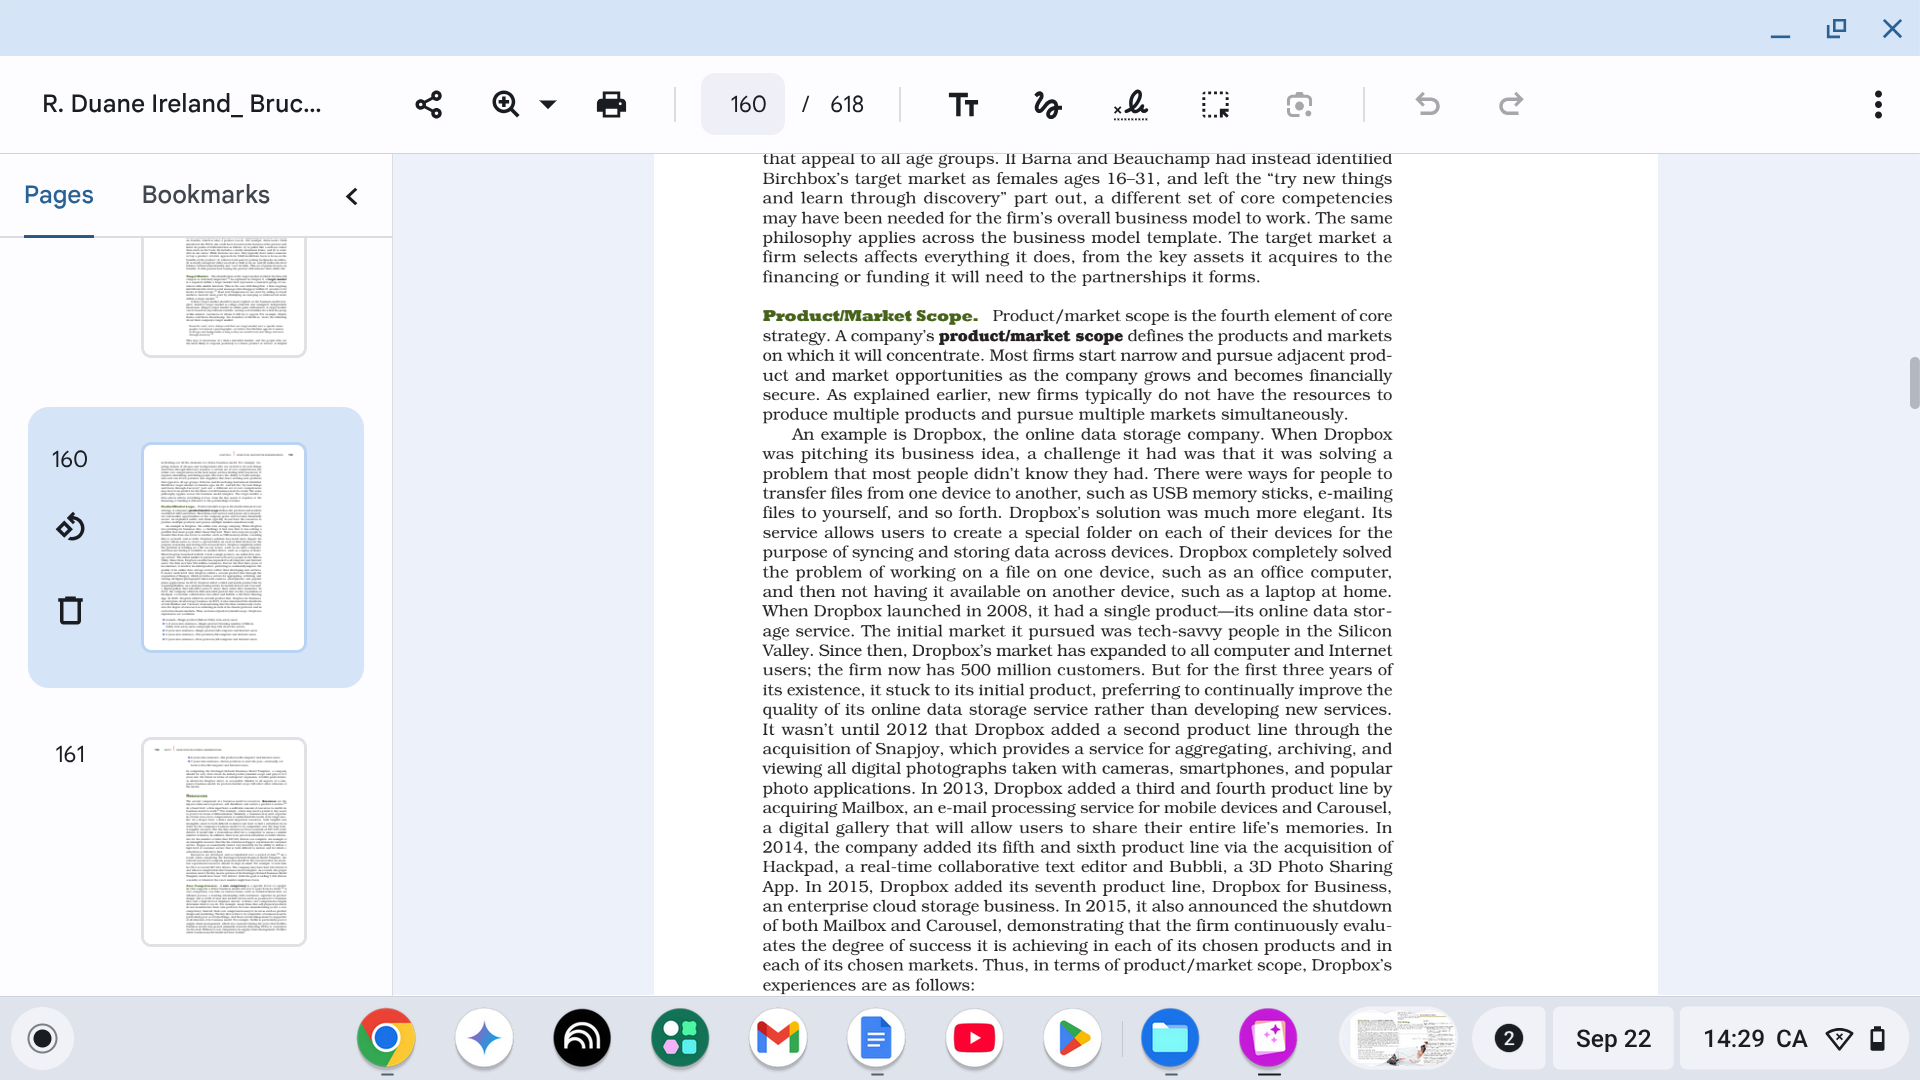 R. Duane Ireland_ Bruc...
160 / 618
Pages
Bookmarks
160
161
that appeal to all age groups. If Barna and Beauchamp had instead identified
Birchbox’s target market as females ages 16–31, and left the “try new things
and learn through discovery” part out, a different set of core competencies
may have been needed for the firm’s overall business model to work. The same
philosophy applies across the business model template. The target market a
firm selects affects everything it does, from the key assets it acquires to the
financing or funding it will need to the partnerships it forms.
Product/Market Scope. Product/market scope is the fourth element of core
strategy. A company’s product/market scope defines the products and markets
on which it will concentrate. Most firms start narrow and pursue adjacent prod-
uct and market opportunities as the company grows and becomes financially
secure. As explained earlier, new firms typically do not have the resources to
produce multiple products and pursue multiple markets simultaneously.
An example is Dropbox, the online data storage company. When Dropbox
was pitching its business idea, a challenge it had was that it was solving a
problem that most people didn’t know they had. There were ways for people to
transfer files from one device to another, such as USB memory sticks, e-mailing
files to yourself, and so forth. Dropbox’s solution was much more elegant. Its
service allows users to create a special folder on each of their devices for the
purpose of syncing and storing data across devices. Dropbox completely solved
the problem of working on a file on one device, such as an office computer,
and then not having it available on another device, such as a laptop at home.
When Dropbox launched in 2008, it had a single product—its online data stor-
age service. The initial market it pursued was tech-savvy people in the Silicon
Valley. Since then, Dropbox’s market has expanded to all computer and Internet
users; the firm now has 500 million customers. But for the first three years of
its existence, it stuck to its initial product, preferring to continually improve the
quality of its online data storage service rather than developing new services.
It wasn’t until 2012 that Dropbox added a second product line through the
acquisition of Snapjoy, which provides a service for aggregating, archiving, and
viewing all digital photographs taken with cameras, smartphones, and popular
photo applications. In 2013, Dropbox added a third and fourth product line by
acquiring Mailbox, an e-mail processing service for mobile devices and Carousel,
a digital gallery that will allow users to share their entire life’s memories. In
2014, the company added its fifth and sixth product line via the acquisition of
Hackpad, a real-time collaborative text editor and Bubbli, a 3D Photo Sharing
App. In 2015, Dropbox added its seventh product line, Dropbox for Business,
an enterprise cloud storage business. In 2015, it also announced the shutdown
of both Mailbox and Carousel, demonstrating that the firm continuously evalu-
ates the degree of success it is achieving in each of its chosen products and in
each of its chosen markets. Thus, in terms of product/market scope, Dropbox’s
experiences are as follows:
2
Sep 22
14:29 CA